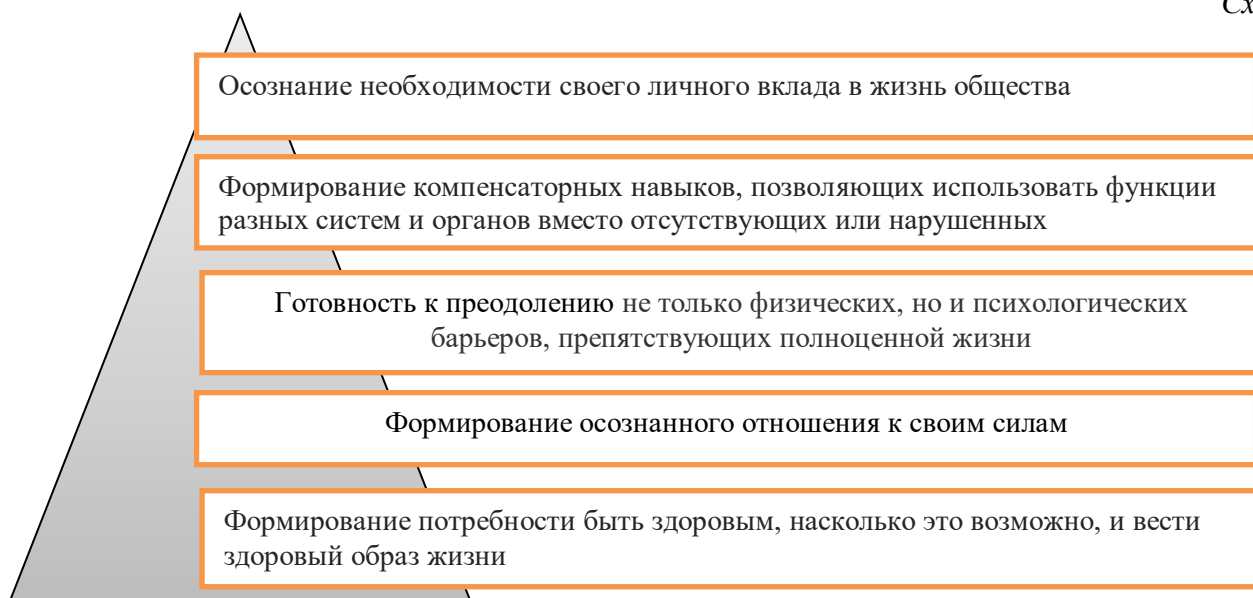 Сх
Осознание необходимости своего личного вклада в жизнь общества
Формирование компенсаторных навыков, позволяющих использовать функции
разных систем и органов вместо отсутствующих или нарушенных
Готовность к преодолению не только физических, но и психологических
барьеров, препятствующих полноценной жизни
Формирование осознанного отношения к своим силам
Формирование потребности быть здоровым, насколько это возможно, и вести
здоровый образ жизни